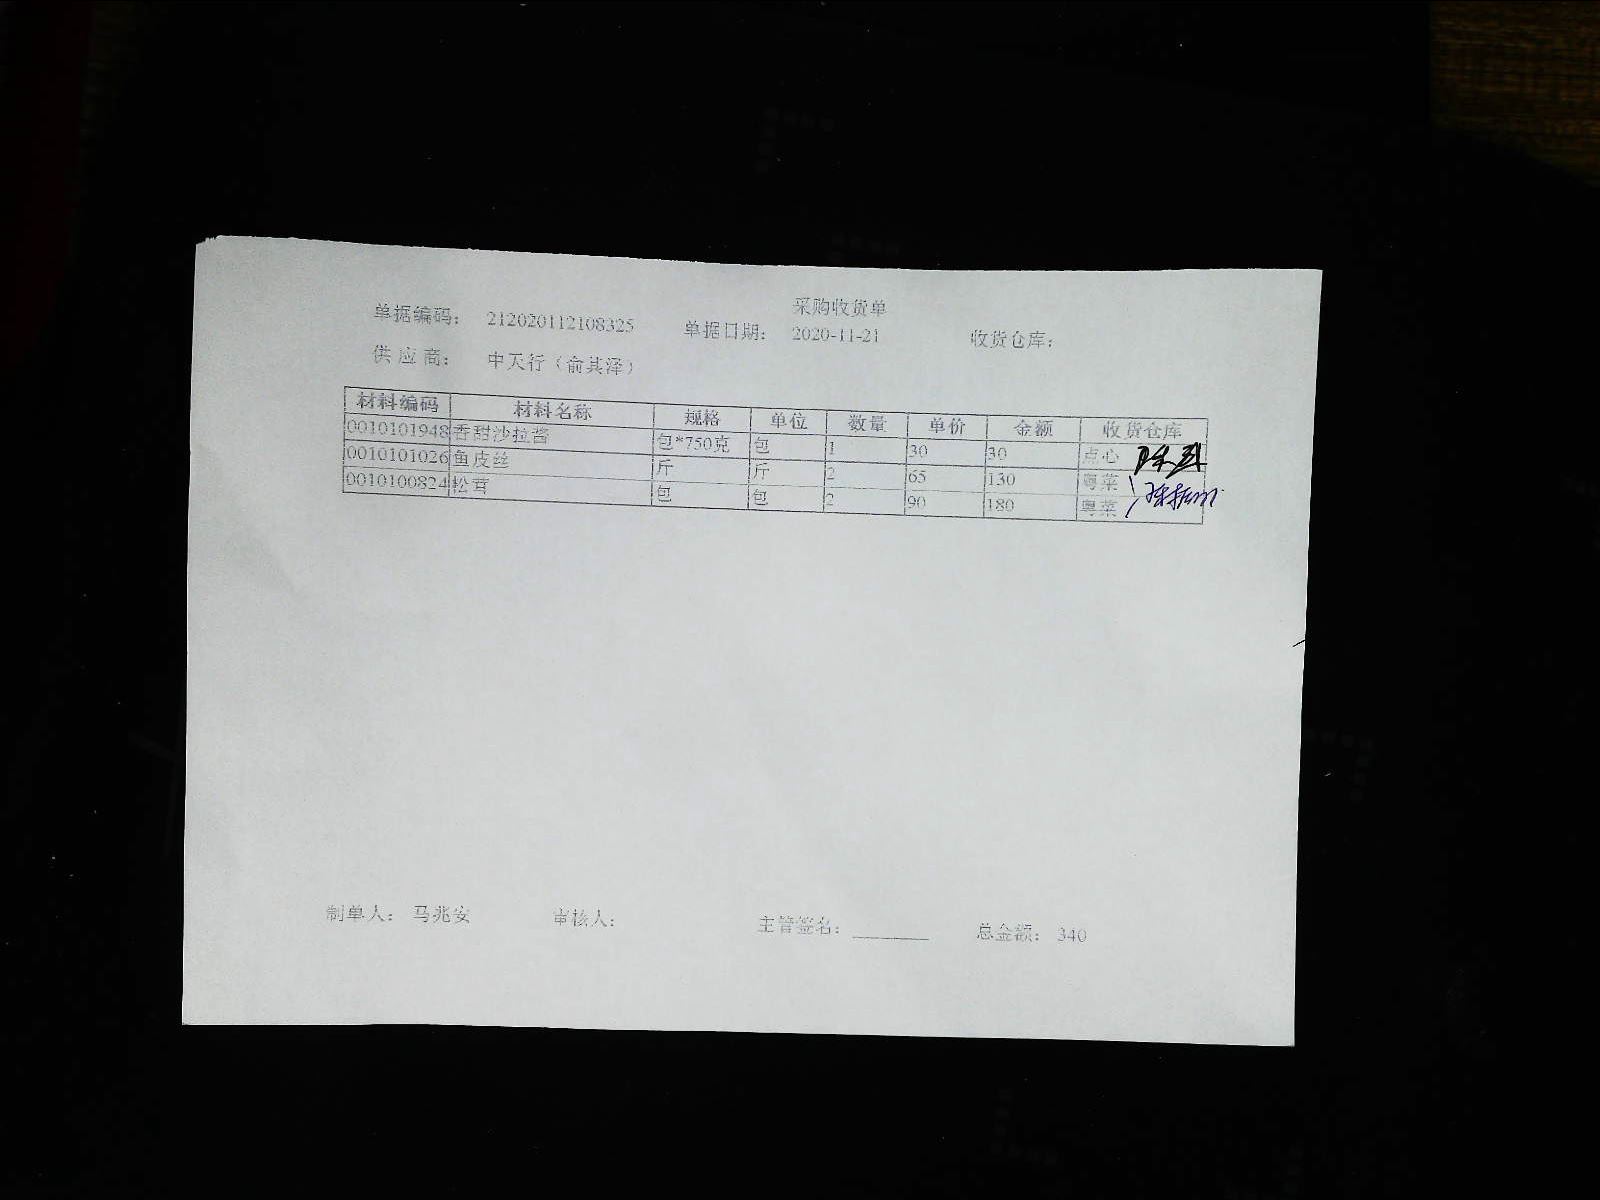 采购收货单
单据编码： 212020112108325 单据日期： 2020-11-21 收货仓库：
供 应 商： 中天行（俞其泽）
材料编码 材料名称 规格 单位 数量 单价 金额 收货仓库
0010101948 香甜沙拉酱 包*750克 包 1 30 30 点心
0010101026 鱼皮丝 斤 斤 2 65 130 粤菜
0010100824 松茸 包 包 2 90 180 粤菜
制单人： 马兆安 审核人： 主管签名： 总金额： 340